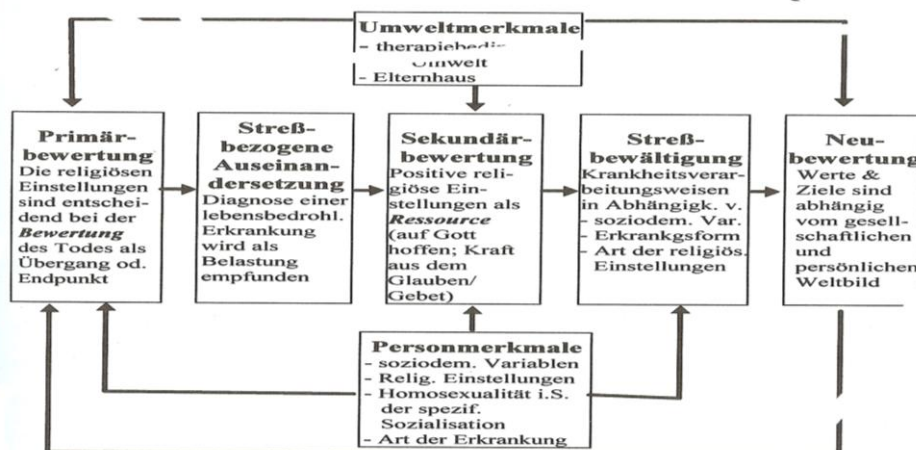 Umweltmerkmale
- therapiebedi
Umwelt
- Elternhaus
Primär-
bewertung
Die religiösen
Einstellungen
sind entschei-
dend bei der
Bewertung
des Todes als
Übergang od.
Endpunkt
Streß-
bezogene
Auseinan-
dersetzung
Diagnose einer
lebensbedrohl.
Erkrankung
wird als
Belastung
empfunden
Sekundär-
bewertung
Positive reli-
giöse Ein-
stellungen als
Ressource
(auf Gott
hoffen; Kraft
aus dem
Glauben/
Gebet)
Streß-
bewältigung
Krankheitsverar-
beitungsweisen
in Abhängigk. v.
- soziodem. Var.
- Erkrankgsform
- Art der religiös.
Einstellungen
Neu-
bewertung
Werte &
Ziele sind
abhängig
vom gesell-
schaftlichen
und
persönlichen
Weltbild
Personmerkmale
- soziodem. Variablen
- Relig. Einstellungen
- Homosexualität i.S.
der spezif.
Sozialisation
- Art der Erkrankung